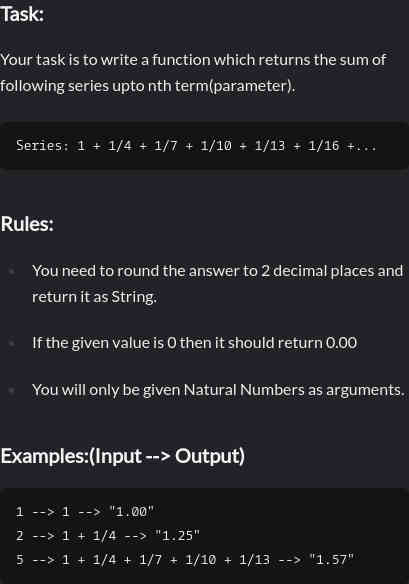 Task:
Your task is to write a function which returns the sum of
following series upto nth term(parameter).
Series: 1 + 1/4 + 1/7 + 1/10 + 1/13 + 1/16 +...
Rules:
You need to round the answer to 2 decimal places and
return it as String.
If the given value is 0 then it should return 0.00
You will only be given Natural Numbers as arguments.
Examples:(Input --> Output)
1 --> 1 --> "1.00"
2 --> 1 + 1/4 --> "1.25"
5 --> 1 + 1/4 + 1/7 + 1/10 + 1/13 --> "1.57"